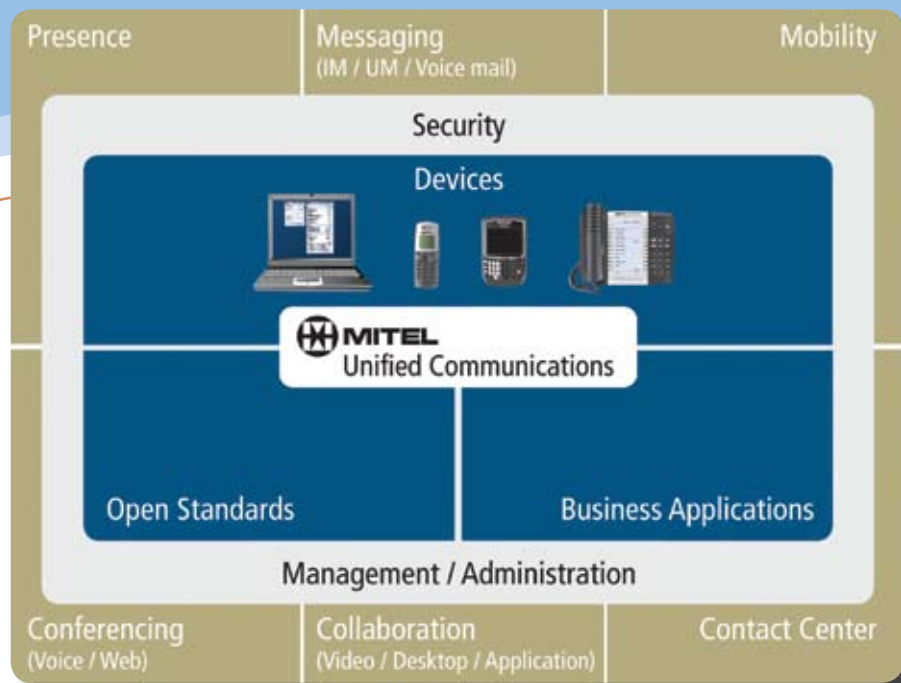 Presence
Messaging
(IM / UM / Voice mail)
Mobility
Security
Devices
MITEL
Unified Communications
Open Standards
Business Applications
Management / Administration
Conferencing
(Voice / Web)
Collaboration
(Video / Desktop / Application)
Contact Center